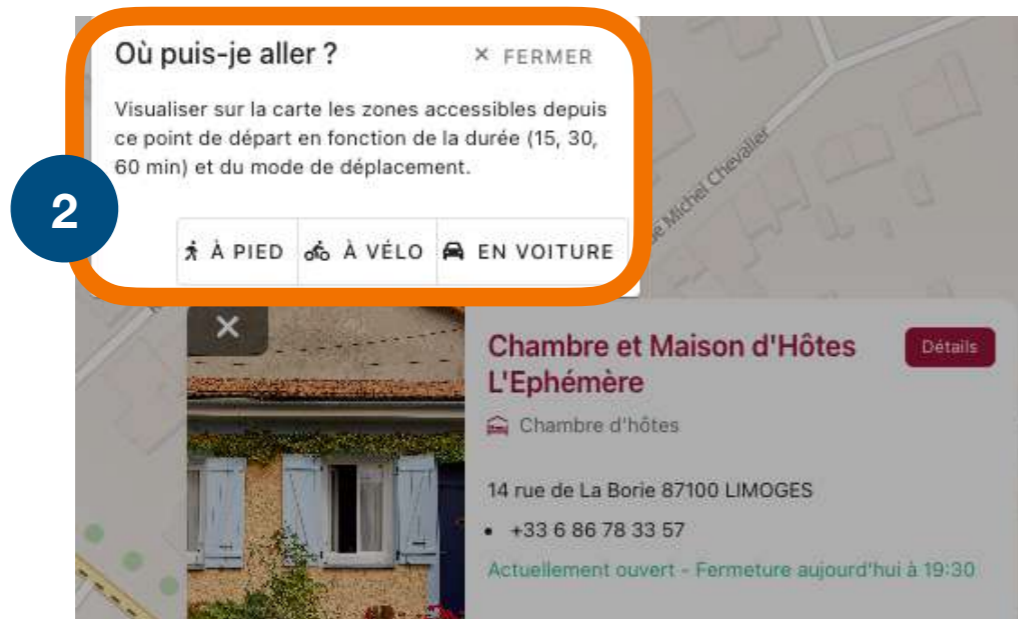 Où puis-je aller ?
× FERMER
Visualiser sur la carte les zones accessibles depuis
ce point de départ en fonction de la durée (15, 30,
60 min) et du mode de déplacement.
2
À PIED
À VÉLO
EN VOITURE
Michel Chevalier
Chambre et Maison d'Hôtes
L'Ephémère
Détails
Chambre d'hôtes
14 rue de La Borie 87100 LIMOGES
• +33 6 86 78 33 57
Actuellement ouvert - Fermeture aujourd'hui à 19:30